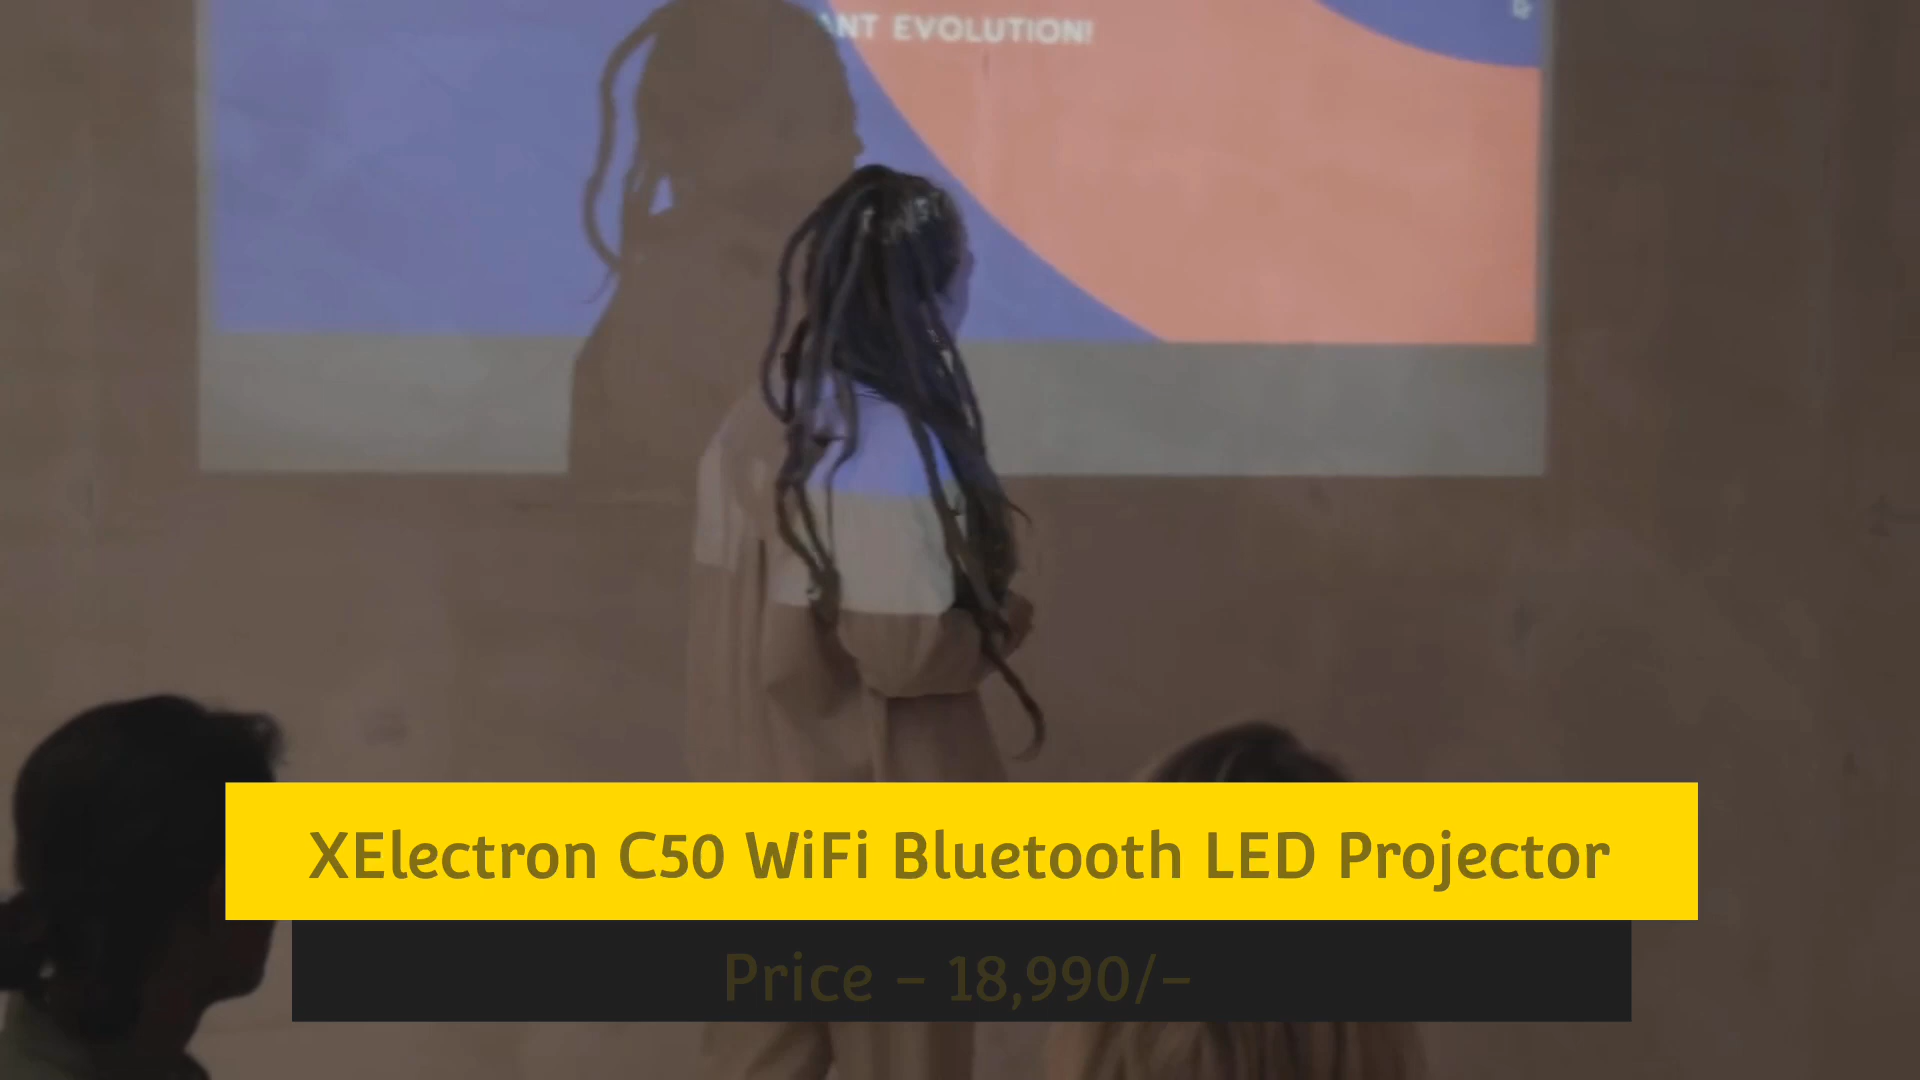 ANT EVOLUTION!
XElectron C50 WiFi Bluetooth LED Projector
Price – 18,990/–